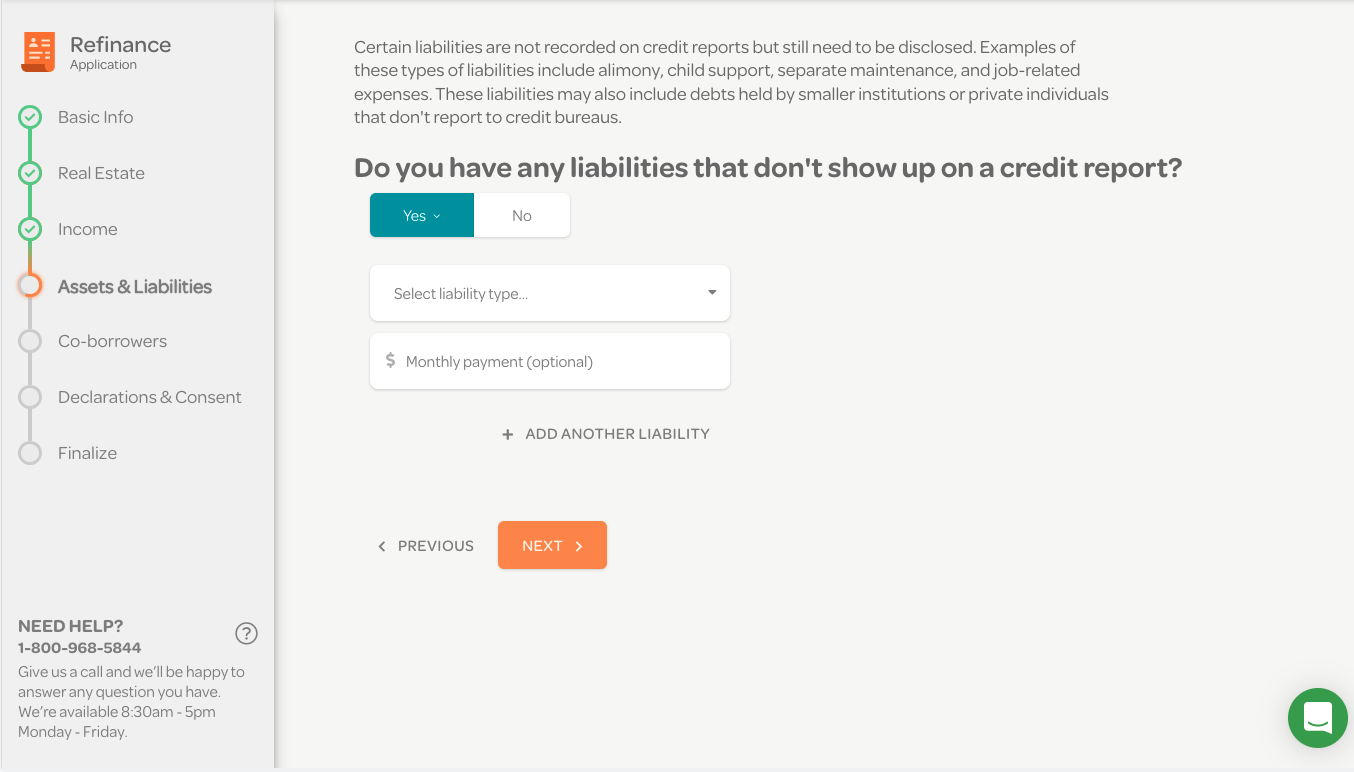 Refinance
Application
Basic Info
Real Estate
Income
Assets & Liabilities
Co-borrowers
Declarations & Consent
Finalize
NEED HELP?
1-800-968-5844
Give us a call and we’ll be happy to
answer any question you have.
We’re available 8:30am - 5pm
Monday - Friday.
Certain liabilities are not recorded on credit reports but still need to be disclosed. Examples of
these types of liabilities include alimony, child support, separate maintenance, and job-related
expenses. These liabilities may also include debts held by smaller institutions or private individuals
that don't report to credit bureaus.
Do you have any liabilities that don't show up on a credit report?
Yes
No
Select liability type...
$ Monthly payment (optional)
+ ADD ANOTHER LIABILITY
PREVIOUS
NEXT